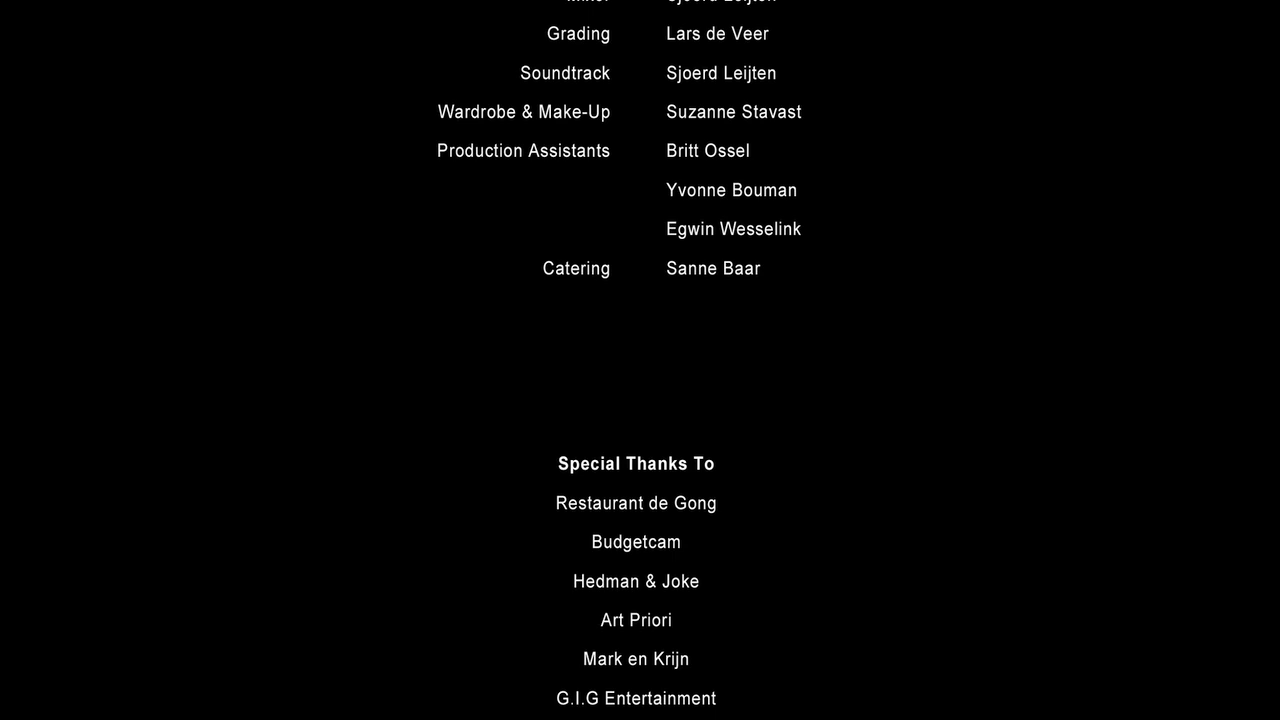 Grading Lars de Veer
Soundtrack Sjoerd Leijten
Wardrobe & Make-Up Suzanne Stavast
Production Assistants Britt Ossel
Yvonne Bouman
Egwin Wesselink
Catering Sanne Baar
Special Thanks To
Restaurant de Gong
Budgetcam
Hedman & Joke
Art Priori
Mark en Krijn
G.I.G Entertainment